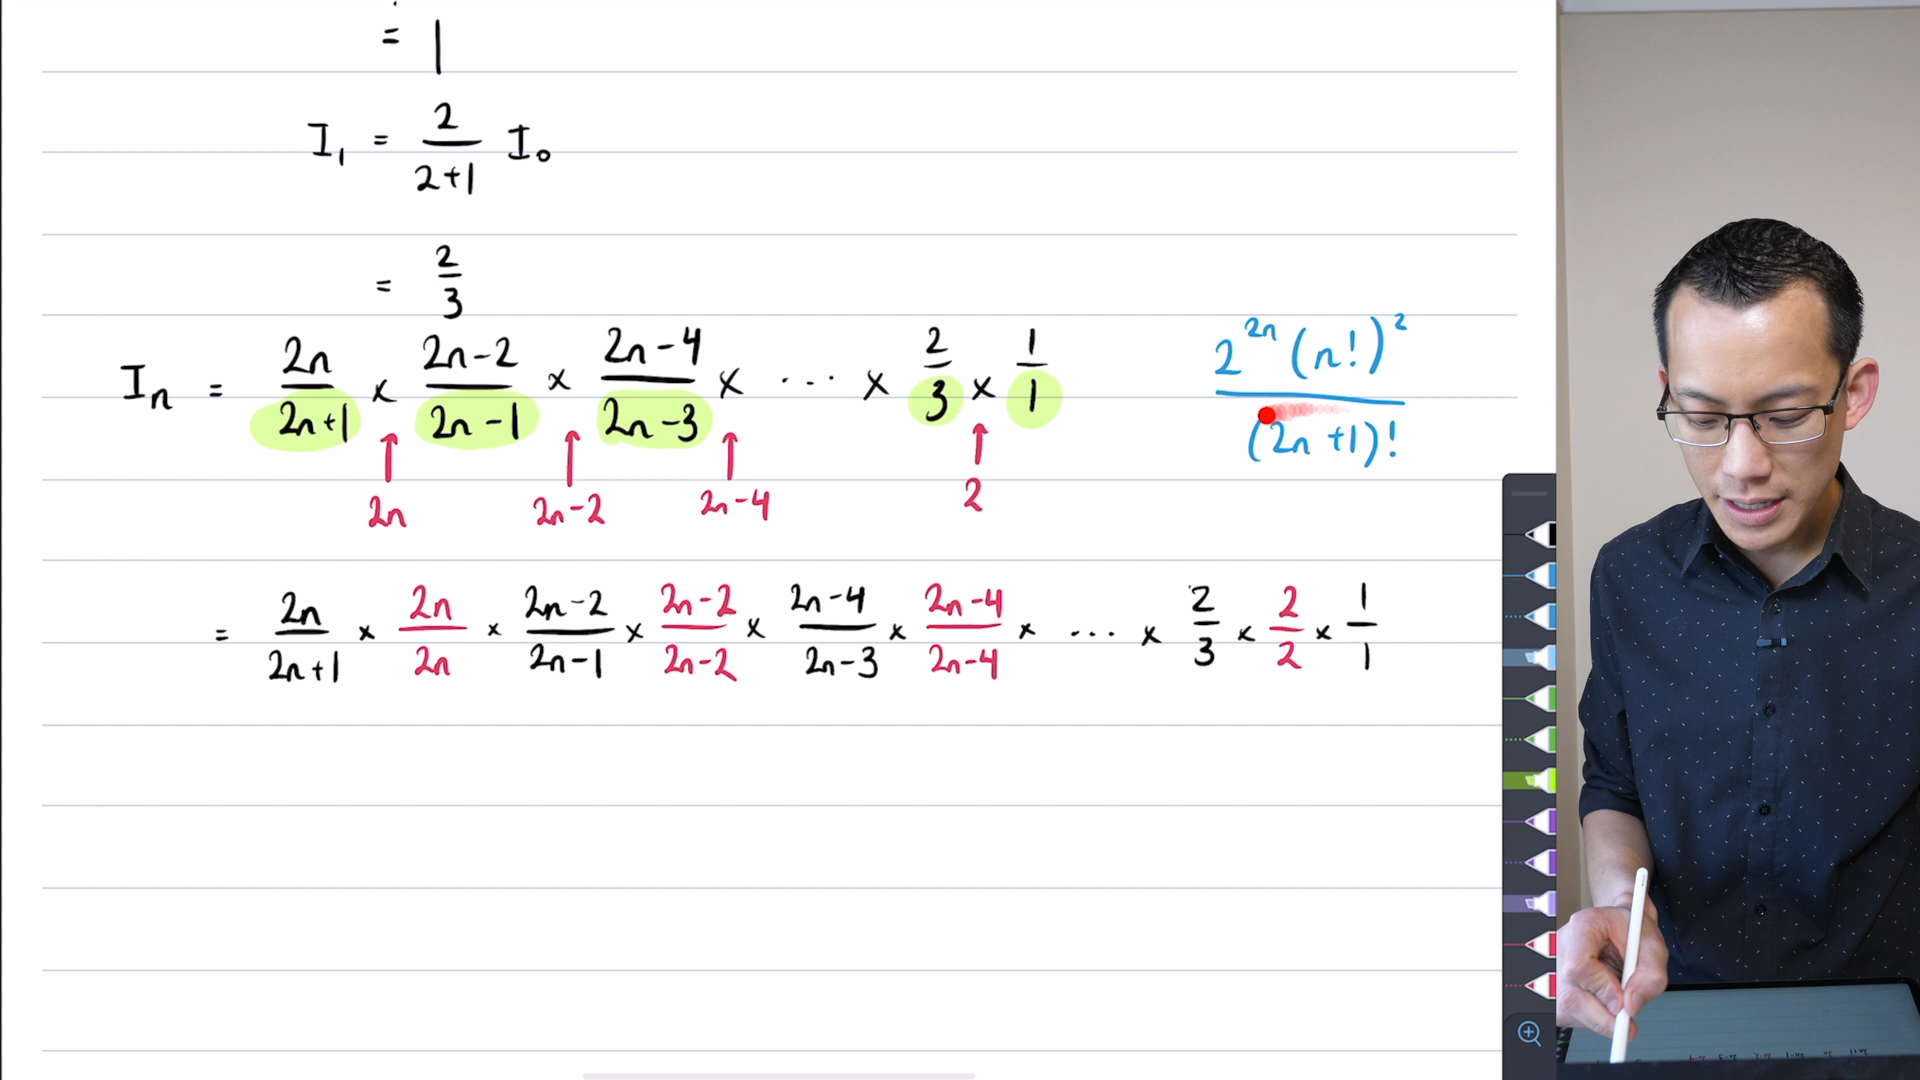 = 1
I₁ = 2/(2+1) I₀
= 2/3
Iₙ = 2n/(2n+1) × (2n-2)/(2n-1) × (2n-4)/(2n-3) × ... × 2/3 × 1/1
2^(2n) (n!)² / (2n+1)!
↑ ↑ ↑ ↑
2n 2n-2 2n-4 2
= 2n/(2n+1) × 2n/2n × (2n-2)/(2n-1) × (2n-2)/(2n-2) × (2n-4)/(2n-3) × (2n-4)/(2n-4) × ... × 2/3 × 2/2 × 1/1